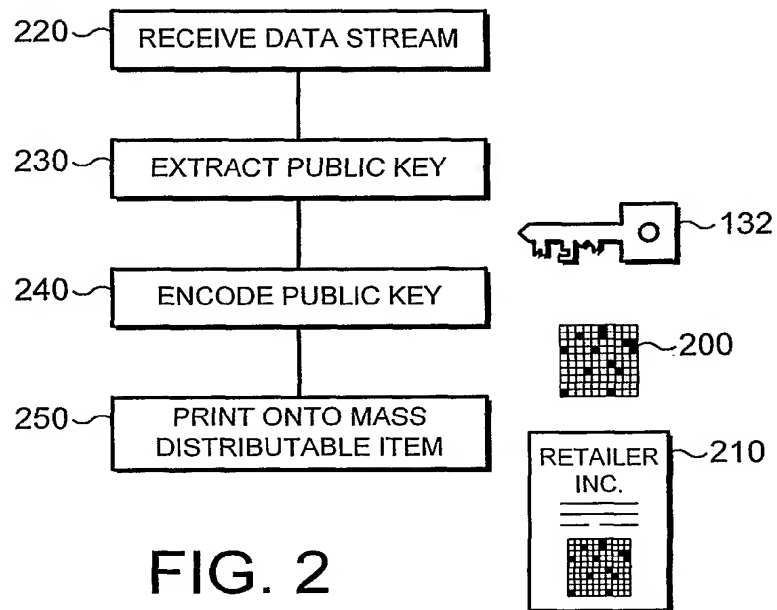 220
RECEIVE DATA STREAM
230
EXTRACT PUBLIC KEY
132
240
ENCODE PUBLIC KEY
200
250
PRINT ONTO MASS
DISTRIBUTABLE ITEM
RETAILER
INC.
210
FIG. 2